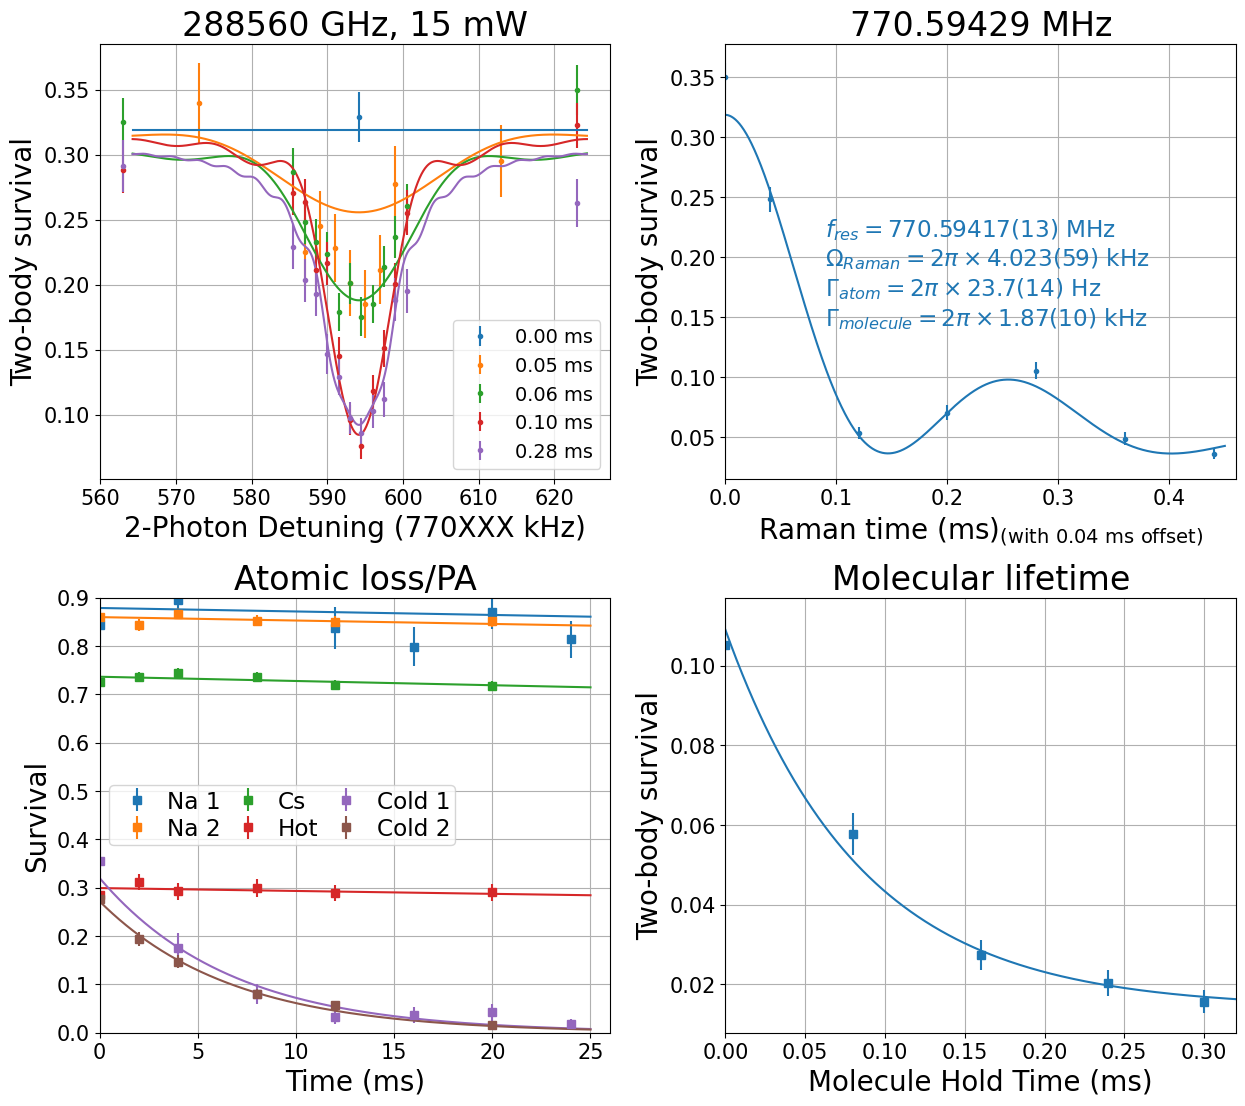 288560 GHz, 15 mW
Two-body survival
0.35
0.30
0.25
0.20
0.15
0.10
0.00 ms
0.05 ms
0.06 ms
0.10 ms
0.28 ms
560 570 580 590 600 610 620
2-Photon Detuning (770XXX kHz)
770.59429 MHz
Two-body survival
0.35
0.30
0.25
0.20
0.15
0.10
0.05
f_res = 770.59417(13) MHz
Ω_Raman = 2π × 4.023(59) kHz
Γ_atom = 2π × 23.7(14) Hz
Γ_molecule = 2π × 1.87(10) kHz
0.0 0.1 0.2 0.3 0.4
Raman time (ms)(with 0.04 ms offset)
Atomic loss/PA
Survival
0.9
0.8
0.7
0.6
0.5
0.4
0.3
0.2
0.1
0.0
Na 1 Cs Cold 1
Na 2 Hot Cold 2
0 5 10 15 20 25
Time (ms)
Molecular lifetime
Two-body survival
0.10
0.08
0.06
0.04
0.02
0.00 0.05 0.10 0.15 0.20 0.25 0.30
Molecule Hold Time (ms)